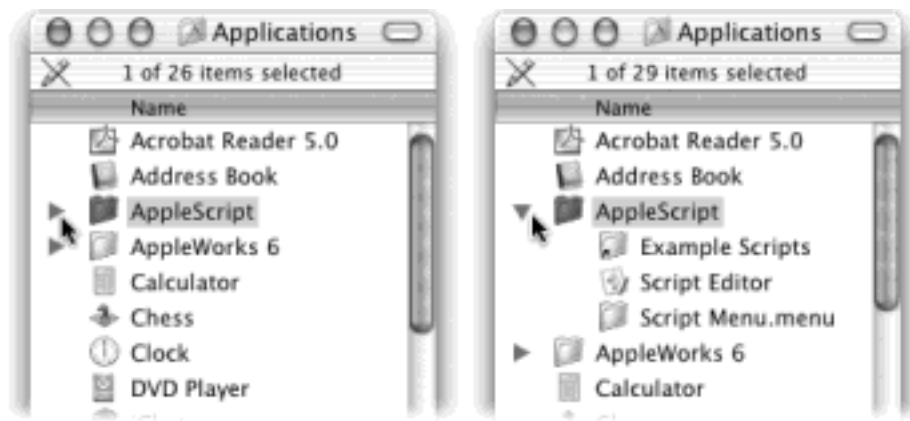 Applications
1 of 26 items selected
Name
Acrobat Reader 5.0
Address Book
AppleScript
AppleWorks 6
Calculator
Chess
Clock
DVD Player
Applications
1 of 29 items selected
Name
Acrobat Reader 5.0
Address Book
AppleScript
Example Scripts
Script Editor
Script Menu.menu
AppleWorks 6
Calculator